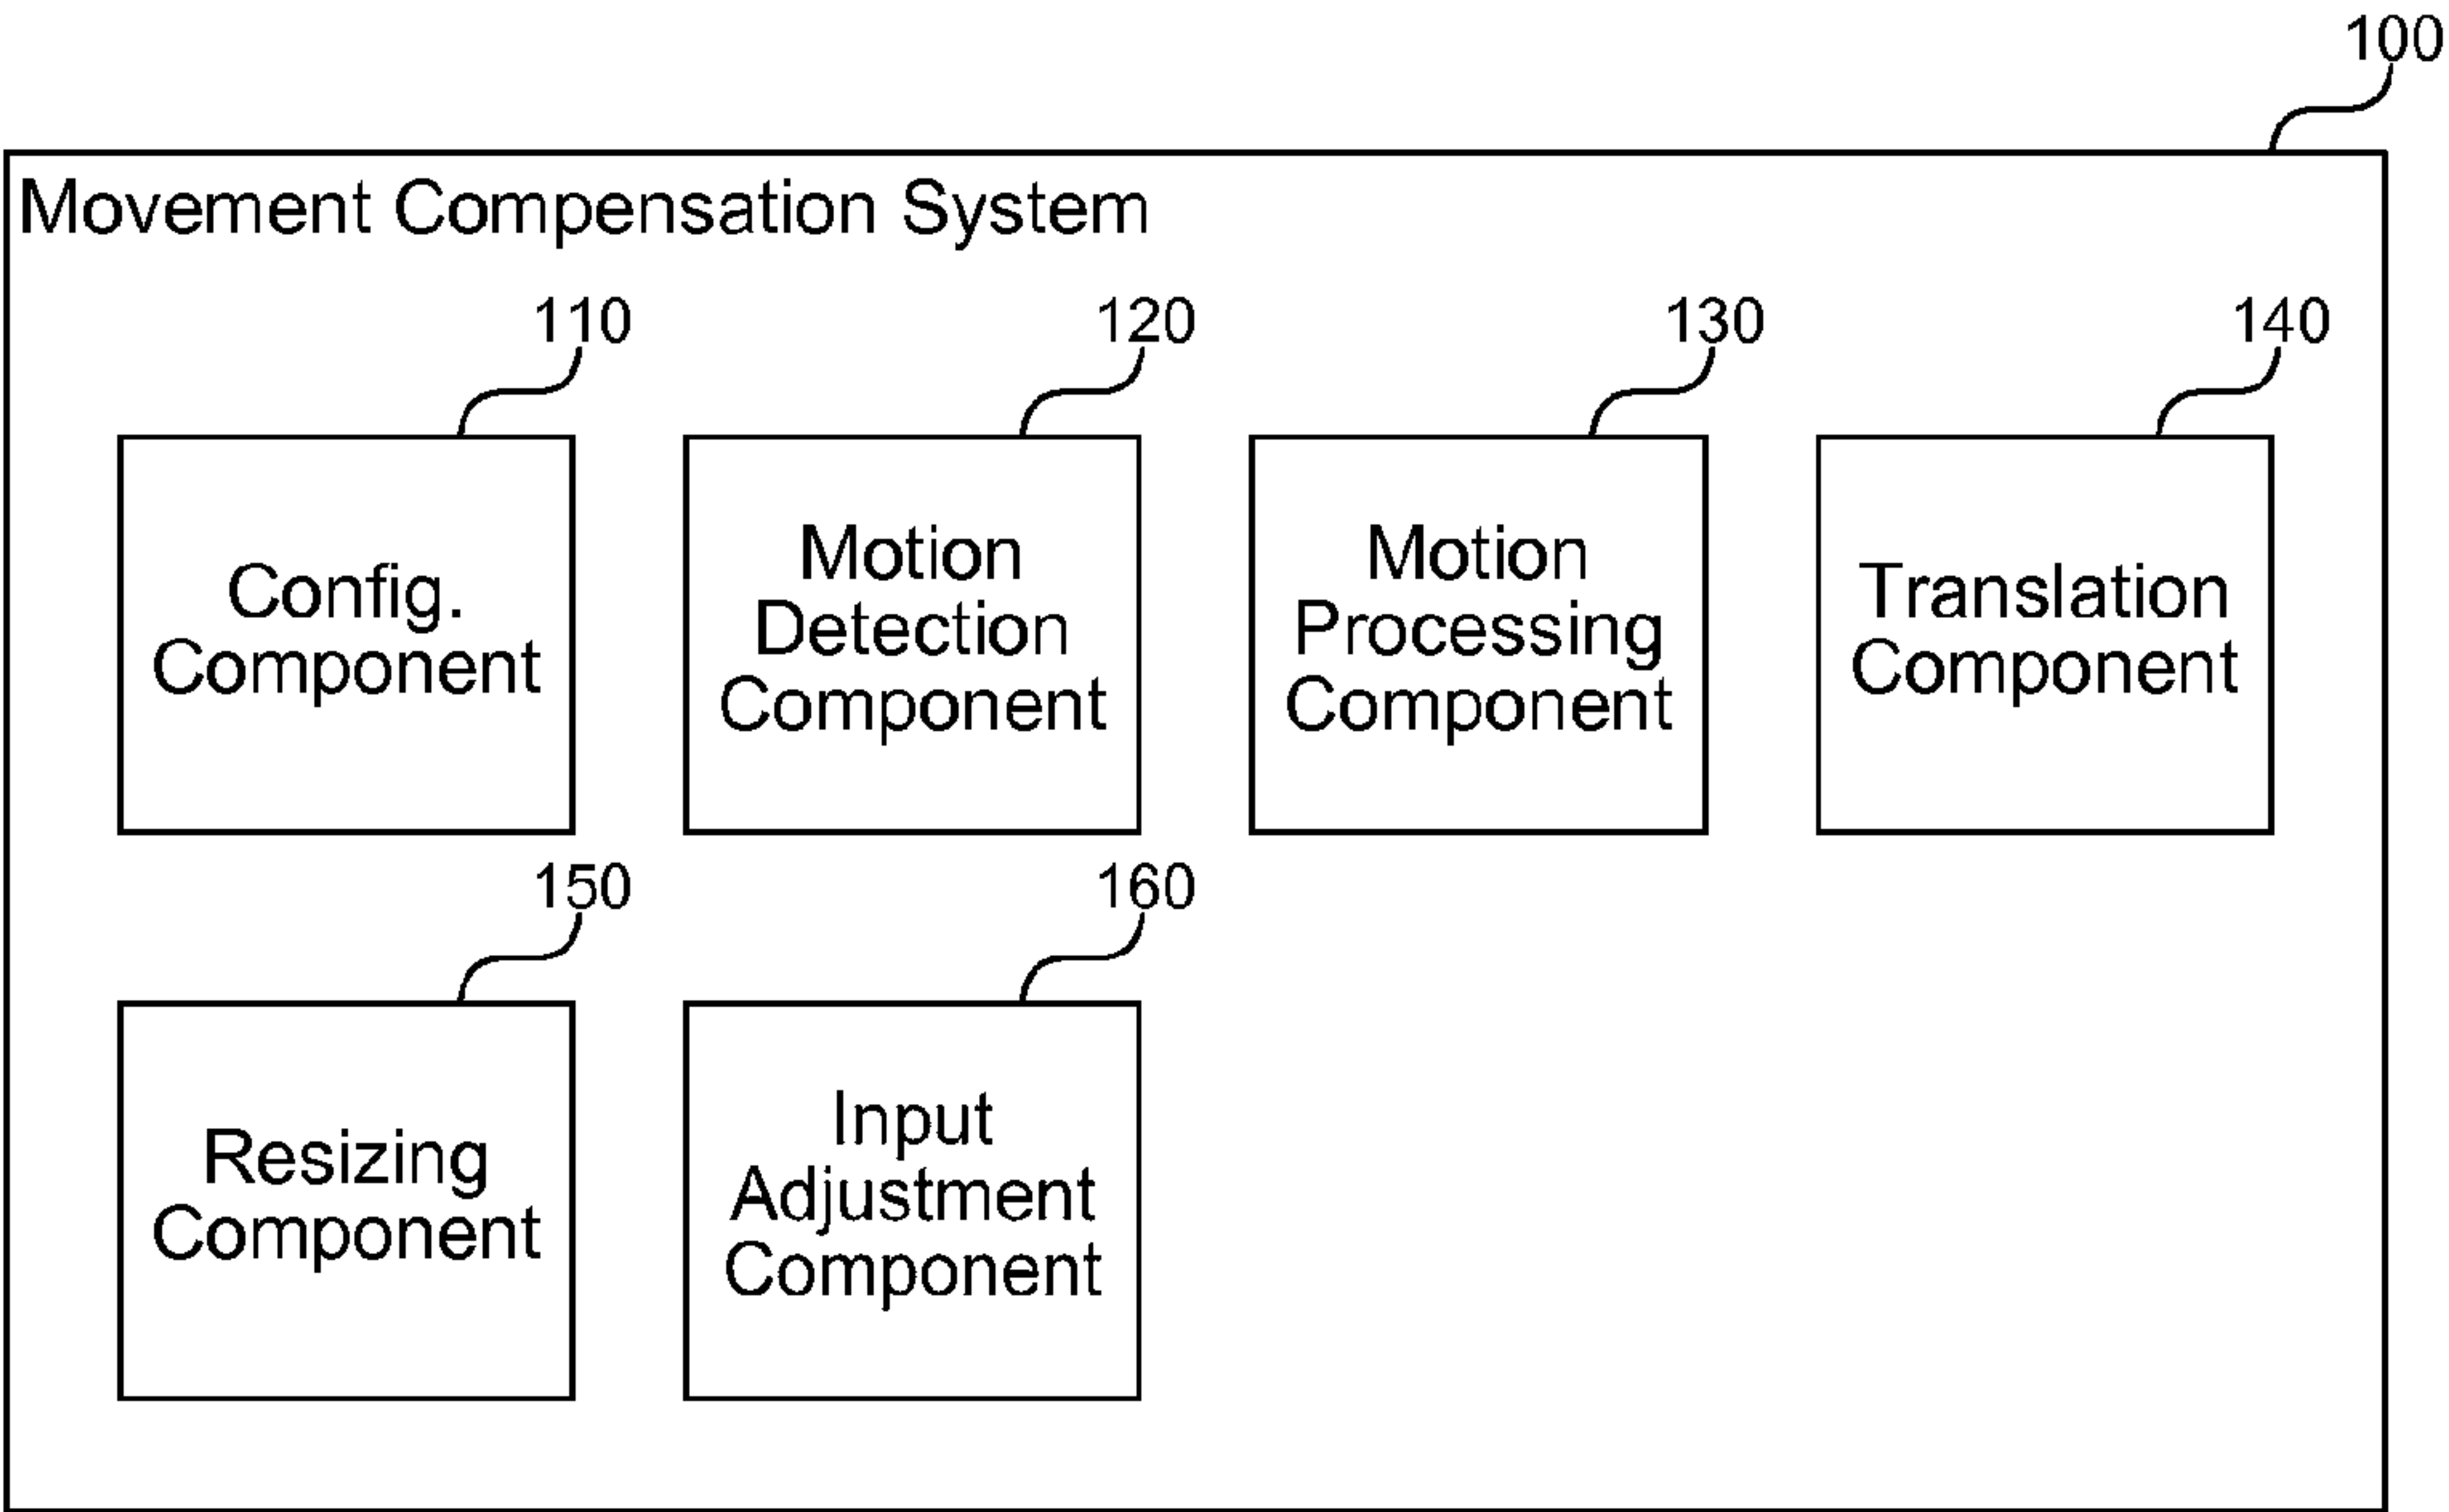 100
Movement Compensation System
110
120
130
140
Config.
Component
Motion
Detection
Component
Motion
Processing
Component
Translation
Component
150
160
Resizing
Component
Input
Adjustment
Component